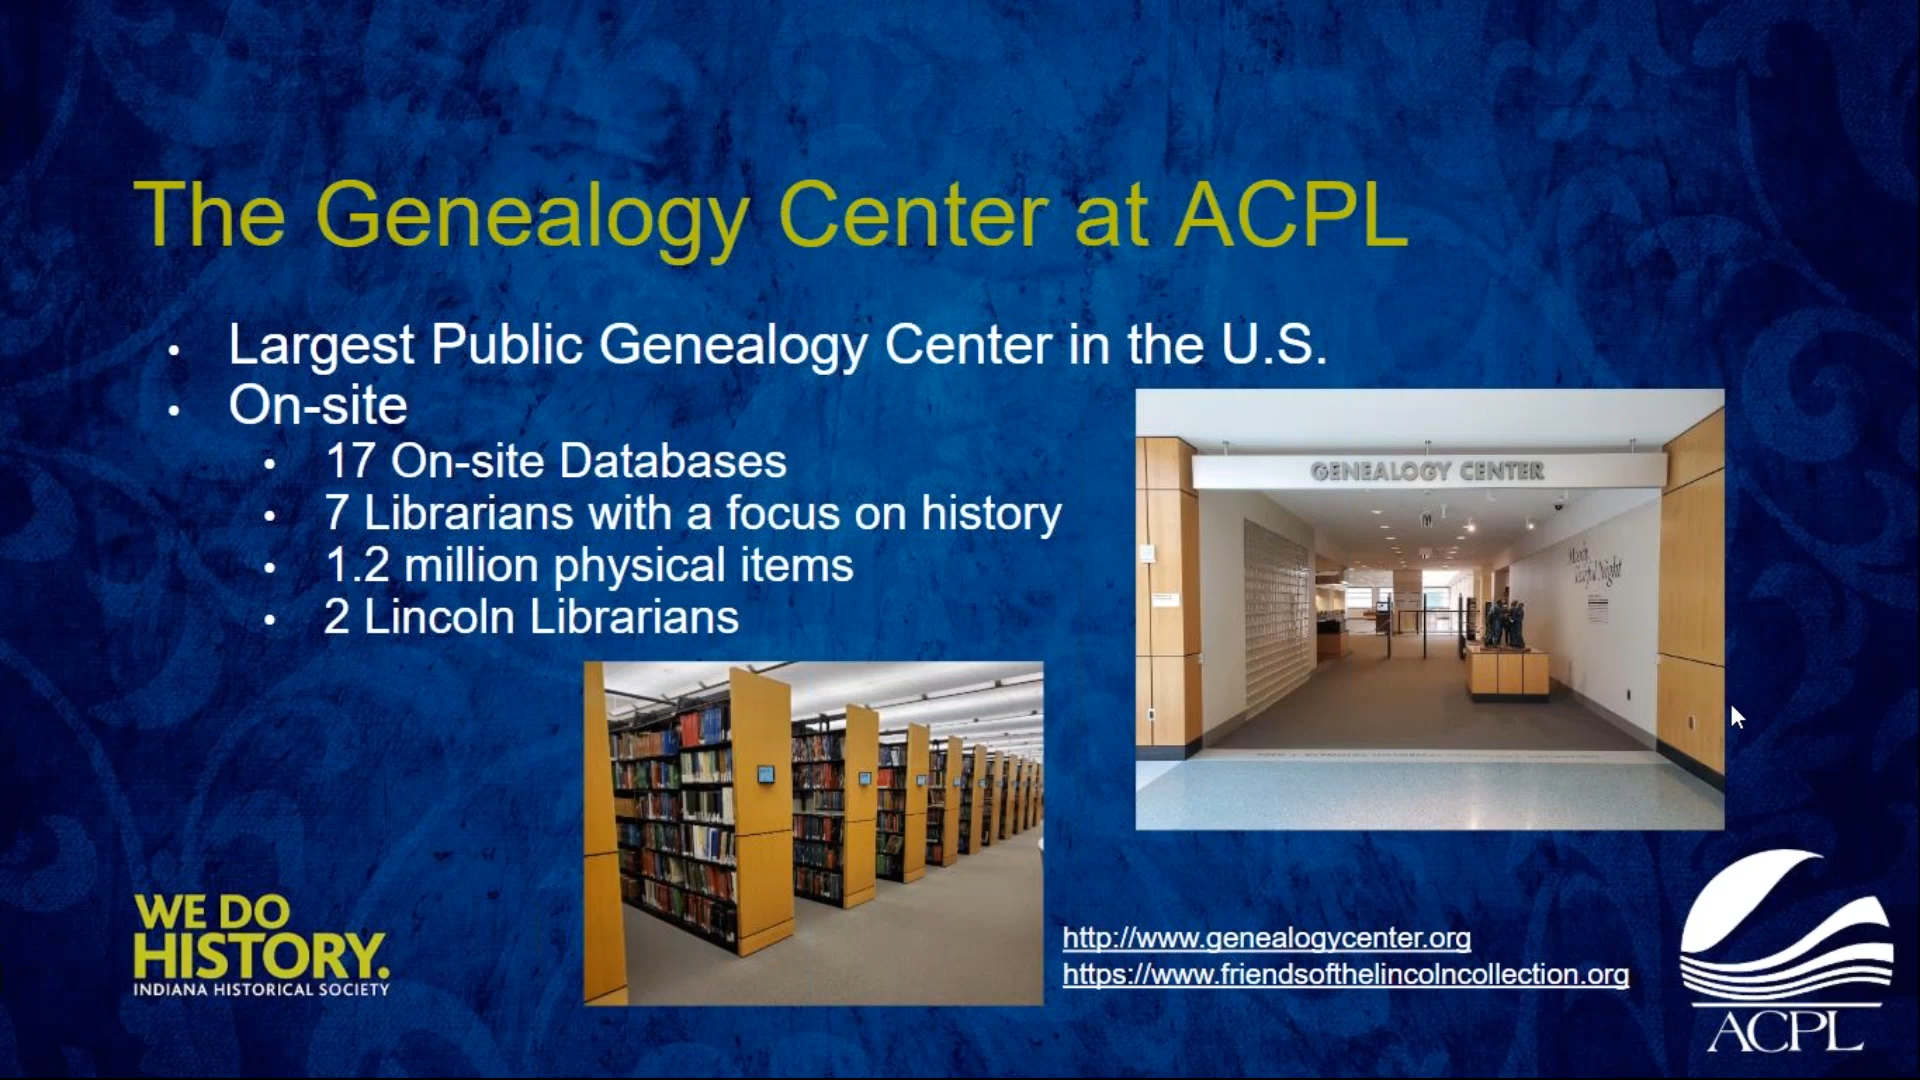 The Genealogy Center at ACPL
• Largest Public Genealogy Center in the U.S.
• On-site
• 17 On-site Databases
• 7 Librarians with a focus on history
• 1.2 million physical items
• 2 Lincoln Librarians
GENEALOGY CENTER
Night
WE DO
HISTORY.
INDIANA HISTORICAL SOCIETY
http://www.genealogycenter.org
https://www.friendsofthelincolncollection.org
ACPL